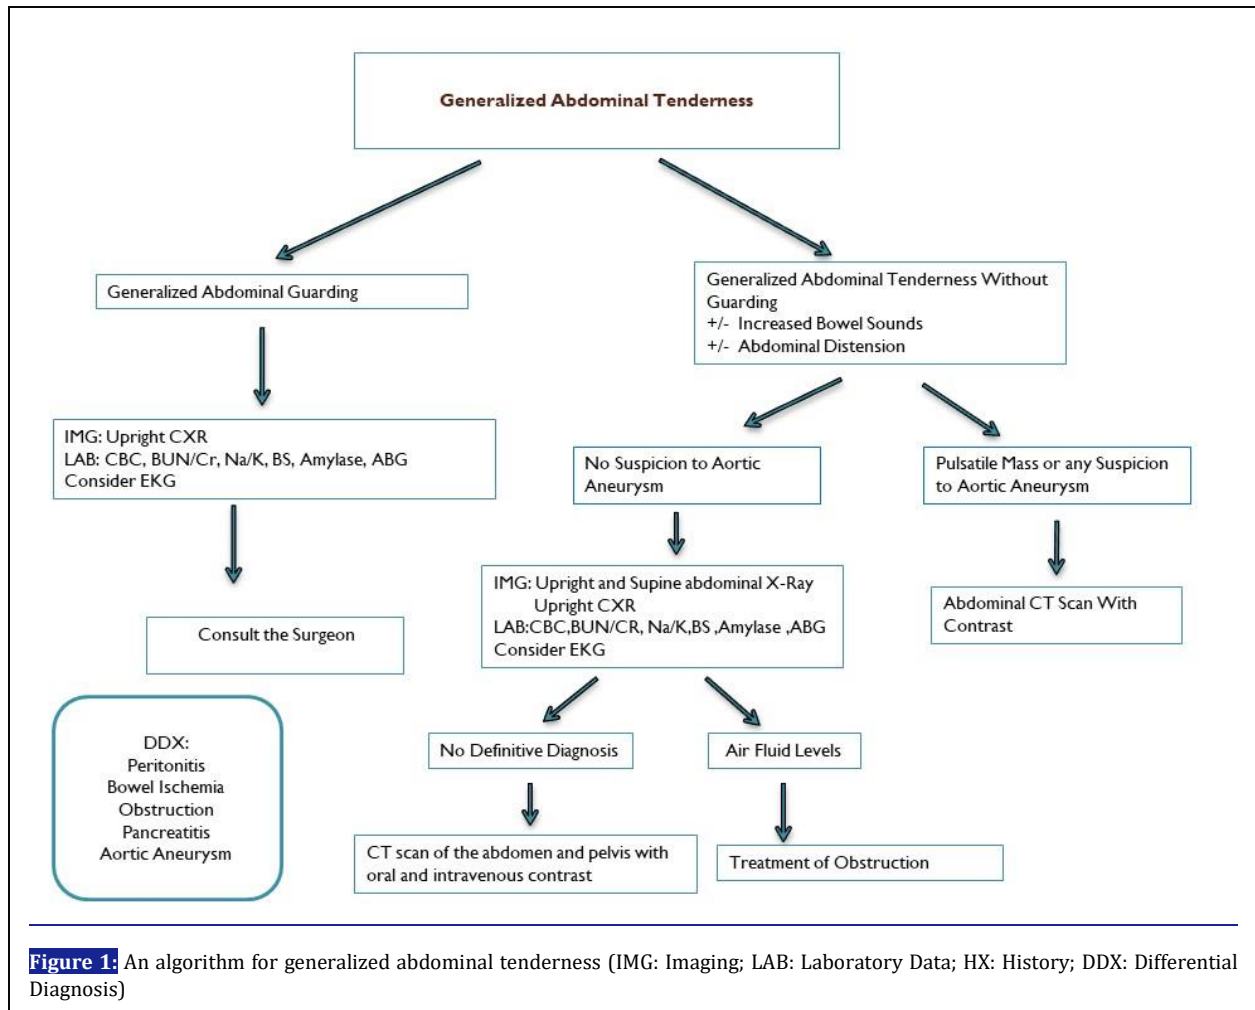 Generalized Abdominal Tenderness
Generalized Abdominal Guarding
Generalized Abdominal Tenderness Without
Guarding
+/- Increased Bowel Sounds
+/- Abdominal Distension
IMG: Upright CXR
LAB: CBC, BUN/Cr, Na/K, BS, Amylase, ABG
Consider EKG
No Suspicion to Aortic
Aneurysm
Pulsatile Mass or any Suspicion
to Aortic Aneurysm
Consult the Surgeon
IMG: Upright and Supine abdominal X-Ray
Upright CXR
LAB:CBC,BUN/CR, Na/K,BS ,Amylase ,ABG
Consider EKG
Abdominal CT Scan With
Contrast
DDX:
Peritonitis
Bowel Ischemia
Obstruction
Pancreatitis
Aortic Aneurysm
No Definitive Diagnosis
Air Fluid Levels
CT scan of the abdomen and pelvis with
oral and intravenous contrast
Treatment of Obstruction
Figure 1: An algorithm for generalized abdominal tenderness (IMG: Imaging; LAB: Laboratory Data; HX: History; DDX: Differential
Diagnosis)